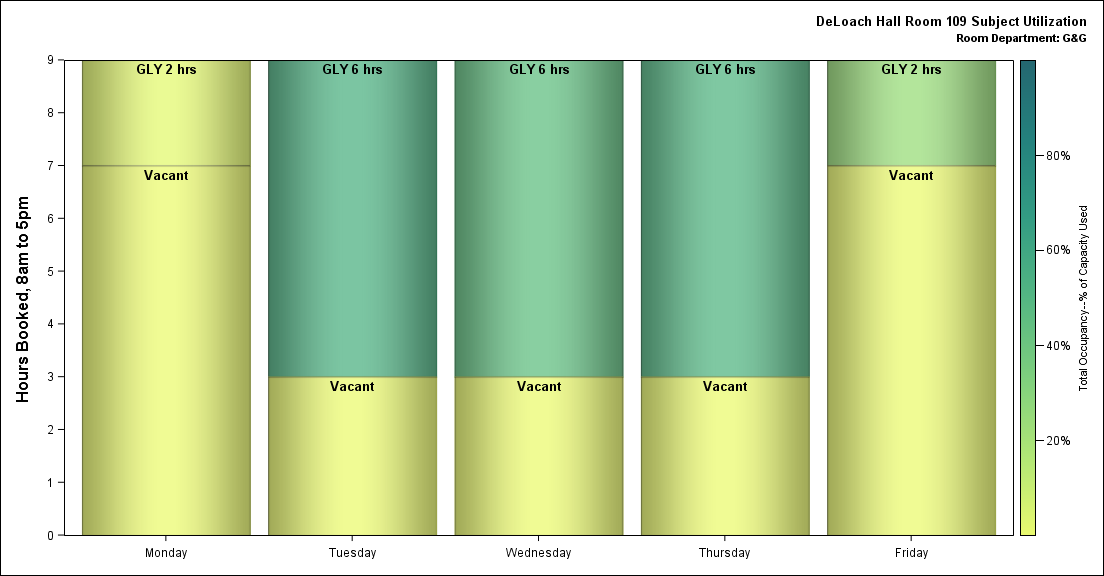 DeLoach Hall Room 109 Subject Utilization
Room Department: G&G
Hours Booked, 8am to 5pm
9
8
7
6
5
4
3
2
1
0
GLY 2 hrs
Vacant
GLY 6 hrs
Vacant
GLY 6 hrs
Vacant
GLY 6 hrs
Vacant
GLY 2 hrs
Vacant
Monday
Tuesday
Wednesday
Thursday
Friday
80%
60%
40%
20%
Total Occupancy--% of Capacity Used